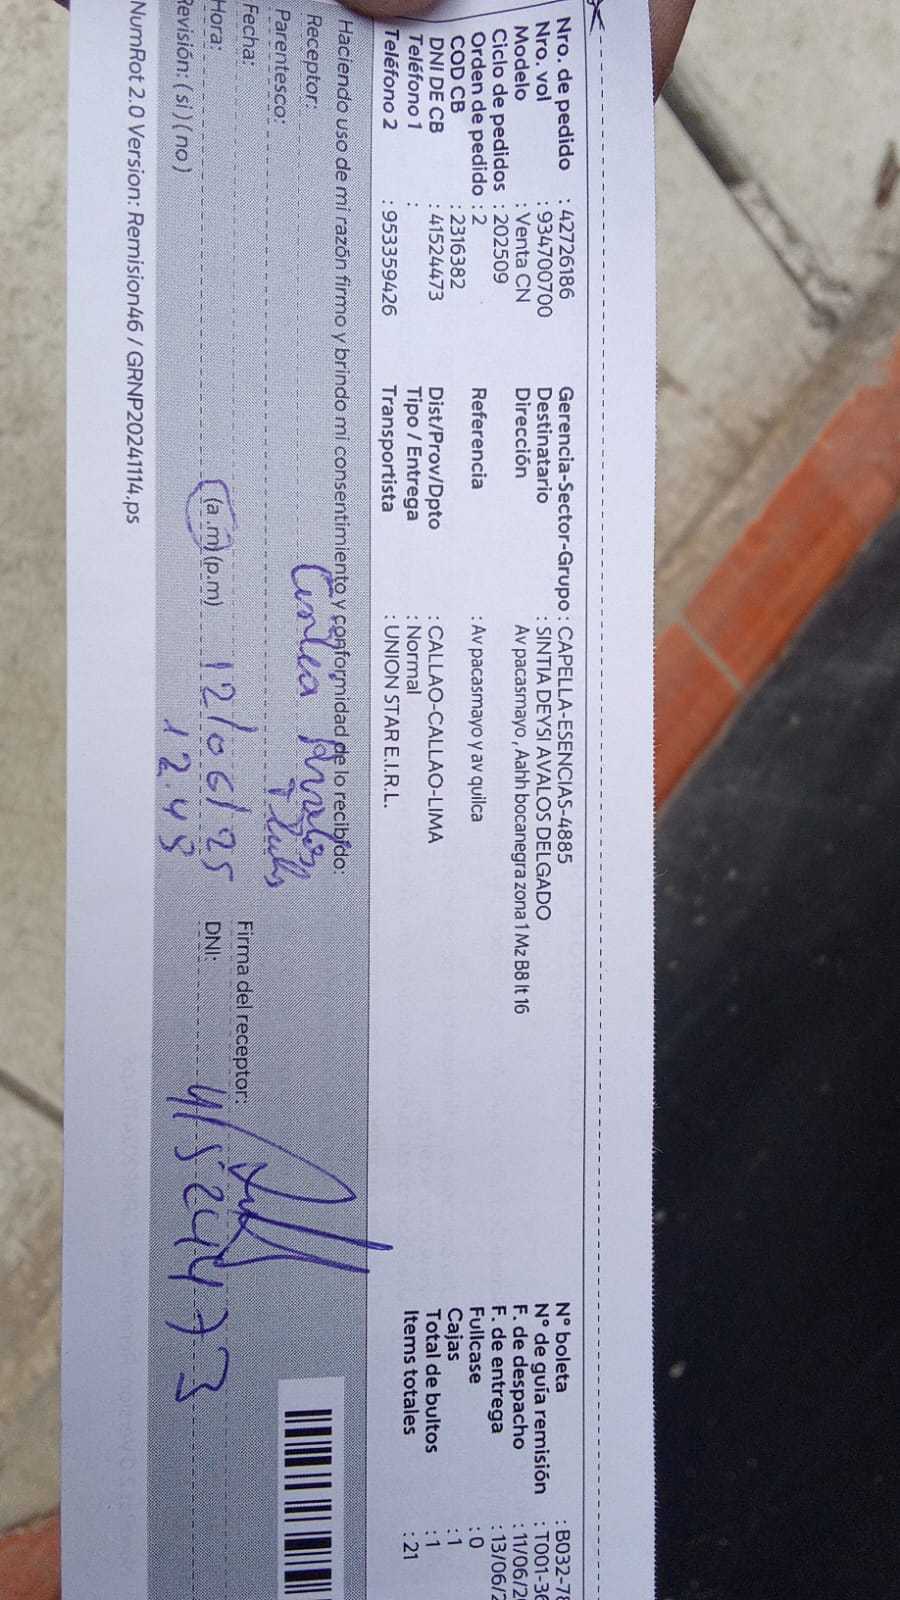 Nro. de pedido : 42726186
Nro. vol : 934700700
Modelo : Venta CN
Ciclo de pedidos : 202509
Orden de pedido : 2
COD CB : 2316382
DNI DE CB : 41524473
Teléfono 1 :
Teléfono 2 : 953359426
Gerencia-Sector-Grupo : CAPELLA-ESENCIAS-4885
Destinatario : SINTIA DEYSI AVALOS DELGADO
Dirección Av pacasmayo , Aahh bocanegra zona 1 Mz B8 lt 16
Referencia : Av pacasmayo y av quilca
Dist/Prov/Dpto : CALLAO-CALLAO-LIMA
Tipo / Entrega : Normal
Transportista : UNION STAR E.I.R.L.
N° boleta : B032-78
N° de guía remisión : T001-36
F. de despacho : 11/06/2
F. de entrega : 13/06/2
Fullcase : 0
Cajas : 1
Total de bultos : 1
Items totales : 21
Haciendo uso de mi razón firmo y brindo mi consentimiento y conformidad de lo recibido:
Receptor: Avalos
Parentesco:
Fecha: 12/06/25
Hora: (a.m) (p.m) 12.48
Revisión: (si) (no)
Firma del receptor:
DNI: 41524473
NumRot 2.0 Version: Remision46 / GRNP20241114.ps